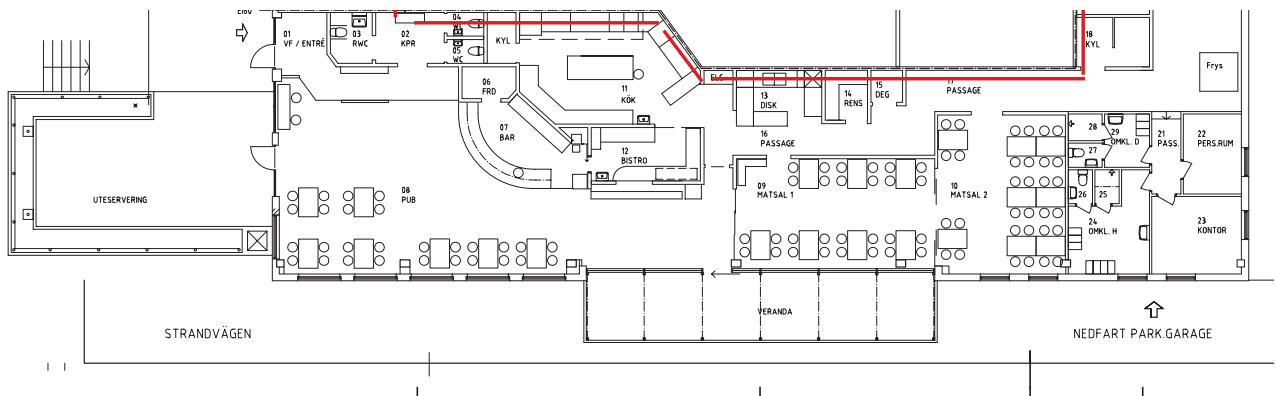 01
VF / ENTRÉ
03
RWC
02
KPR
04
WC
05
WC
KYL
06
FRD
07
BAR
11
KÖK
12
BISTRO
13
DISK
14
RENS
15
DEG
16
PASSAGE
17
PASSAGE
18
KYL
Frys
UTESERVERING
08
PUB
09
MATSAL 1
10
MATSAL 2
28
29
OMKL. D
27
26
25
24
OMKL. H
21
PASS.
22
PERS.RUM
23
KONTOR
VERANDA
STRANDVÄGEN
NEDFART PARK.GARAGE